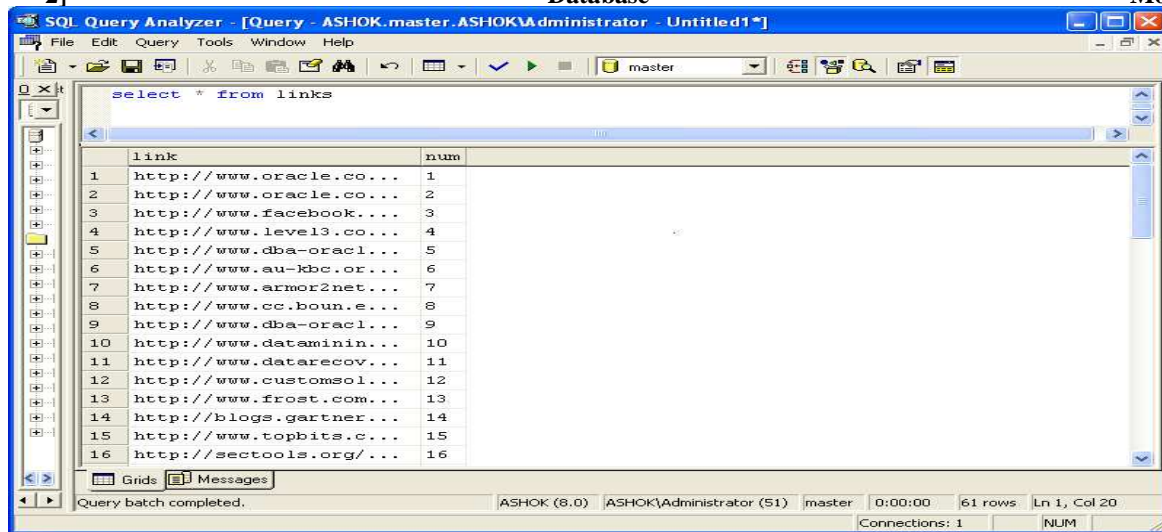 2] Database Mo
SQL Query Analyzer - [Query - ASHOK.master.ASHOK\Administrator - Untitled1*]
File Edit Query Tools Window Help
master
select * from links
link num
1 http://www.oracle.co... 1
2 http://www.oracle.co... 2
3 http://www.facebook.... 3
4 http://www.level3.co... 4
5 http://www.dba-oracl... 5
6 http://www.au-kbc.or... 6
7 http://www.armor2net... 7
8 http://www.cc.boun.e... 8
9 http://www.dba-oracl... 9
10 http://www.dataminin... 10
11 http://www.datarecov... 11
12 http://www.customsol... 12
13 http://www.frost.com... 13
14 http://blogs.gartner... 14
15 http://www.topbits.c... 15
16 http://sectools.org/... 16
Grids Messages
Query batch completed. ASHOK (8.0) ASHOK\Administrator (51) master 0:00:00 61 rows Ln 1, Col 20
Connections: 1 NUM